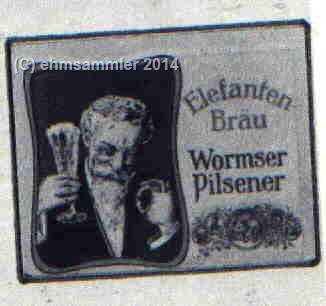 (C) ehmsammler 2014
Elefanten
Bräu
Wormser
Pilsener